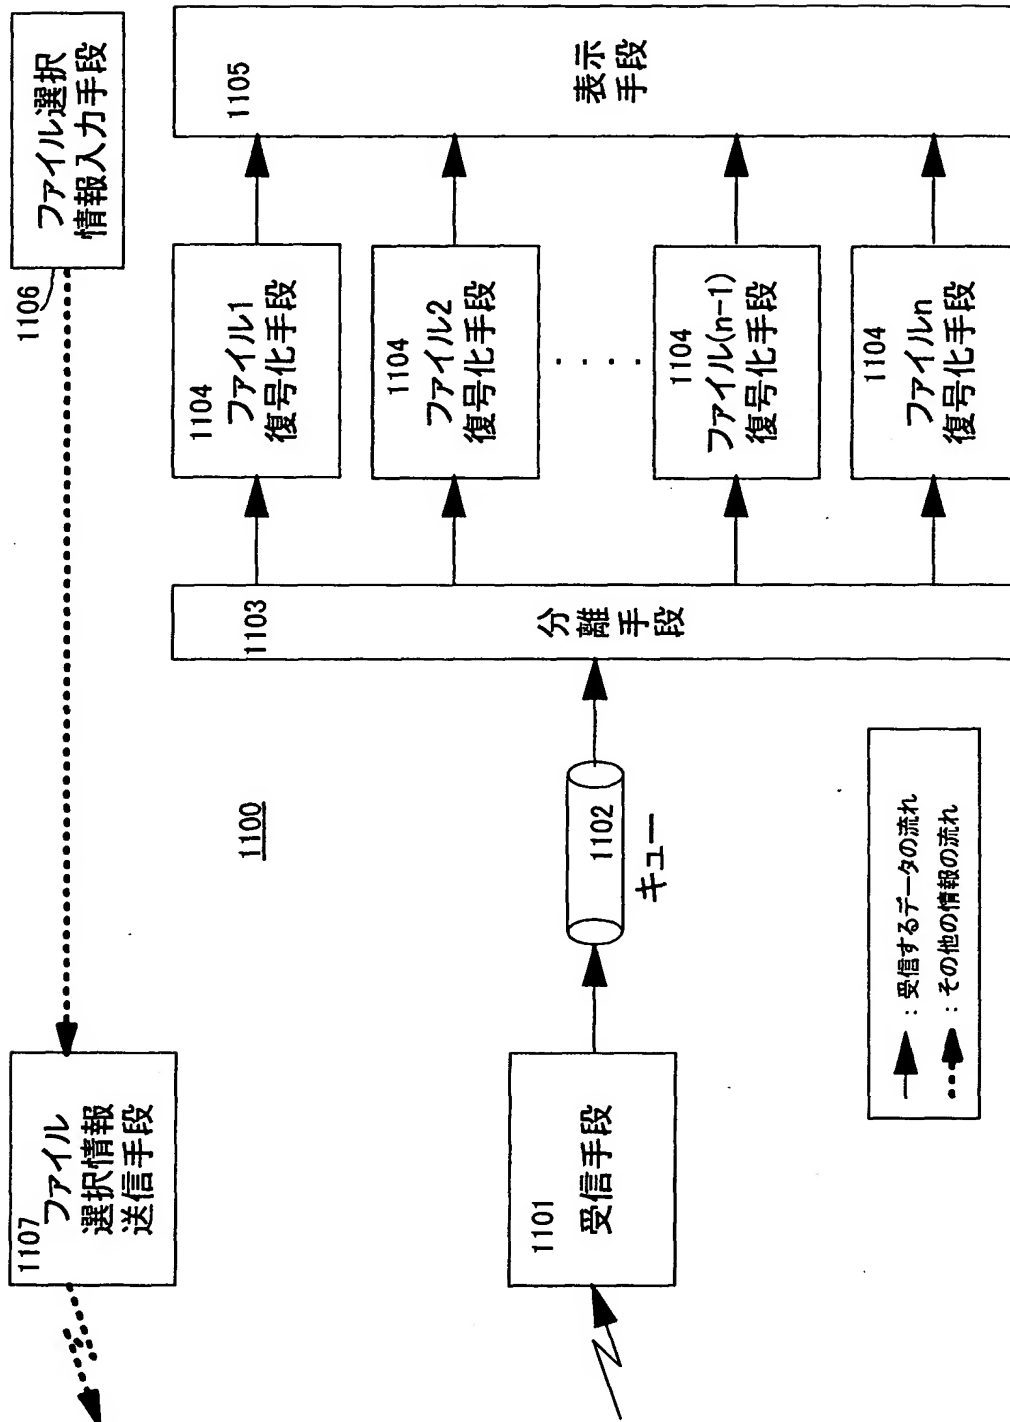 1107
ファイル
選択情報
送信手段
1106
ファイル選択
情報入力手段
1100
1101
受信手段
1102
キュー
1103
分離手段
1104
ファイル1
復号化手段
1104
ファイル2
復号化手段
. . . .
1104
ファイル(n-1)
復号化手段
1104
ファイルn
復号化手段
1105
表示
手段
：受信するデータの流れ
：その他の情報の流れ